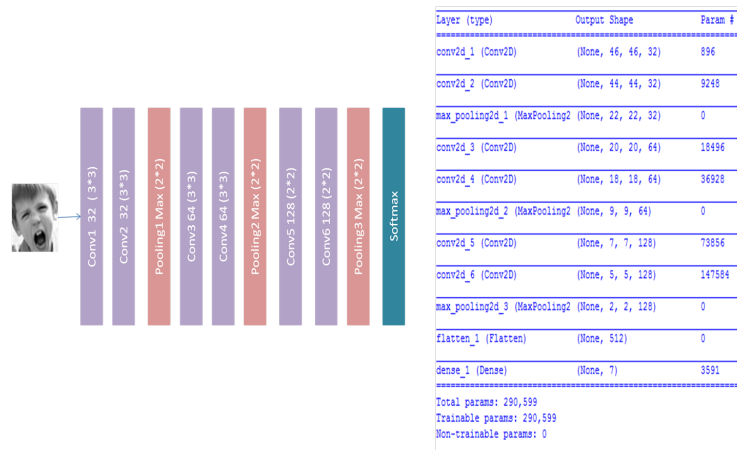 Conv1 32 (3*3)
Conv2 32 (3*3)
Pooling1 Max (2*2)
Conv3 64 (3*3)
Conv4 64 (3*3)
Pooling2 Max (2*2)
Conv5 128 (2*2)
Conv6 128 (2*2)
Pooling3 Max (2*2)
Softmax
Layer (type) Output Shape Param #
conv2d_1 (Conv2D) (None, 46, 46, 32) 896
conv2d_2 (Conv2D) (None, 44, 44, 32) 9248
max_pooling2d_1 (MaxPooling2 (None, 22, 22, 32) 0
conv2d_3 (Conv2D) (None, 20, 20, 64) 18496
conv2d_4 (Conv2D) (None, 18, 18, 64) 36928
max_pooling2d_2 (MaxPooling2 (None, 9, 9, 64) 0
conv2d_5 (Conv2D) (None, 7, 7, 128) 73856
conv2d_6 (Conv2D) (None, 5, 5, 128) 147584
max_pooling2d_3 (MaxPooling2 (None, 2, 2, 128) 0
flatten_1 (Flatten) (None, 512) 0
dense_1 (Dense) (None, 7) 3591
Total params: 290,599
Trainable params: 290,599
Non-trainable params: 0